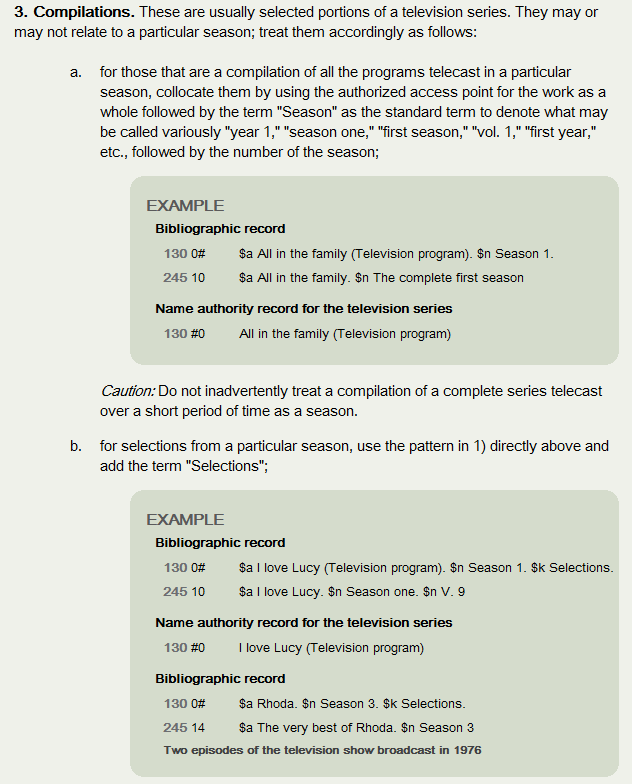 3. Compilations. These are usually selected portions of a television series. They may or
may not relate to a particular season; treat them accordingly as follows:
a. for those that are a compilation of all the programs telecast in a particular
season, collocate them by using the authorized access point for the work as a
whole followed by the term "Season" as the standard term to denote what may
be called variously "year 1," "season one," "first season," "vol. 1," "first year,"
etc., followed by the number of the season;
EXAMPLE
Bibliographic record
130 0# $a All in the family (Television program). $n Season 1.
245 10 $a All in the family. $n The complete first season
Name authority record for the television series
130 #0 All in the family (Television program)
Caution: Do not inadvertently treat a compilation of a complete series telecast
over a short period of time as a season.
b. for selections from a particular season, use the pattern in 1) directly above and
add the term "Selections";
EXAMPLE
Bibliographic record
130 0# $a I love Lucy (Television program). $n Season 1. $k Selections.
245 10 $a I love Lucy. $n Season one. $n V. 9
Name authority record for the television series
130 #0 I love Lucy (Television program)
Bibliographic record
130 0# $a Rhoda. $n Season 3. $k Selections.
245 14 $a The very best of Rhoda. $n Season 3
Two episodes of the television show broadcast in 1976